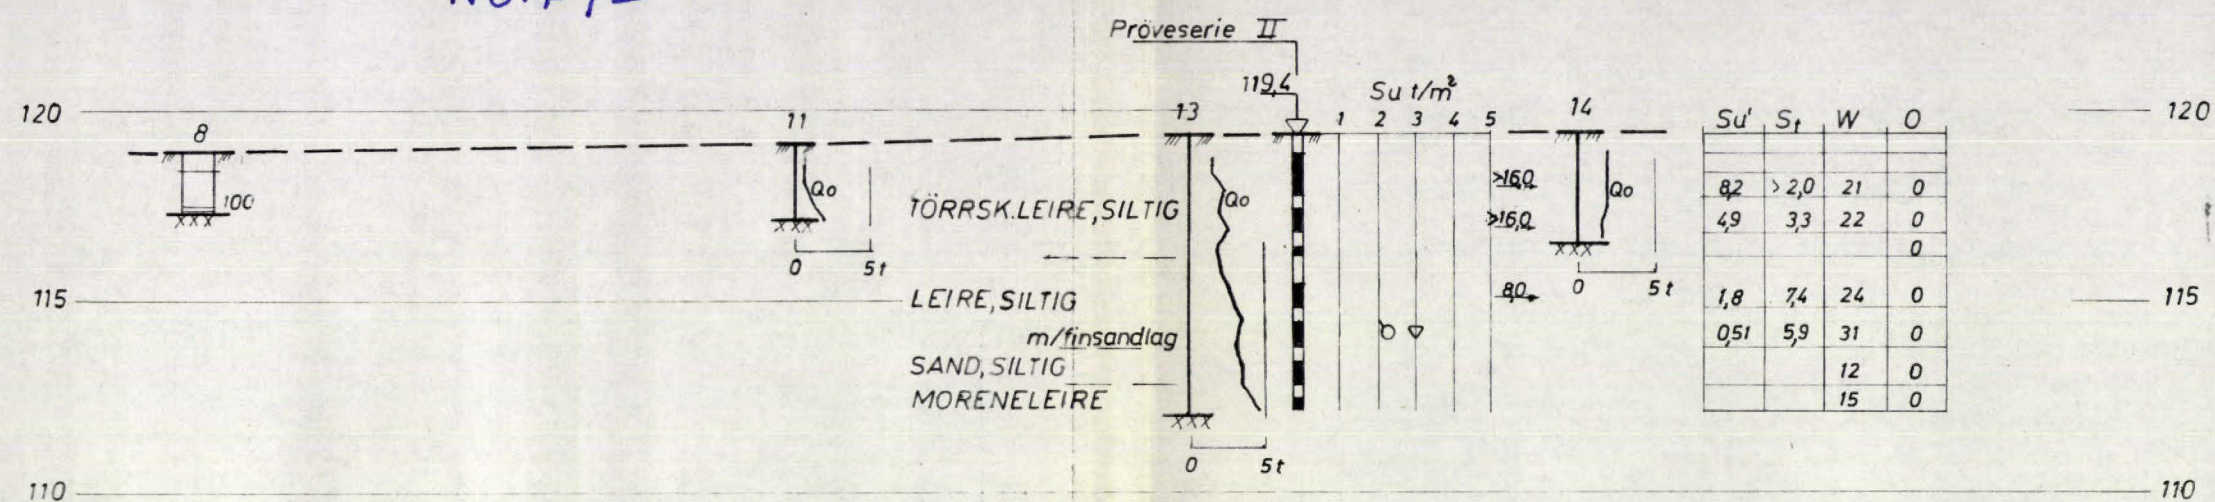 Pröveserie II
119,4
Su t/m²
120
8
11
13
1 2 3 4 5
14
Su' St W O
120
100
Qo
Qo
Qo
>16,0
>16,0
8,0
TÖRRSK.LEIRE,SILTIG
8,2 >2,0 21 0
4,9 3,3 22 0
0
0 5t
0 5t
115
LEIRE,SILTIG
1,8 7,4 24 0
115
m/finsandlag
0,51 5,9 31 0
SAND,SILTIG
12 0
MORENELEIRE
15 0
0 5t
110
110